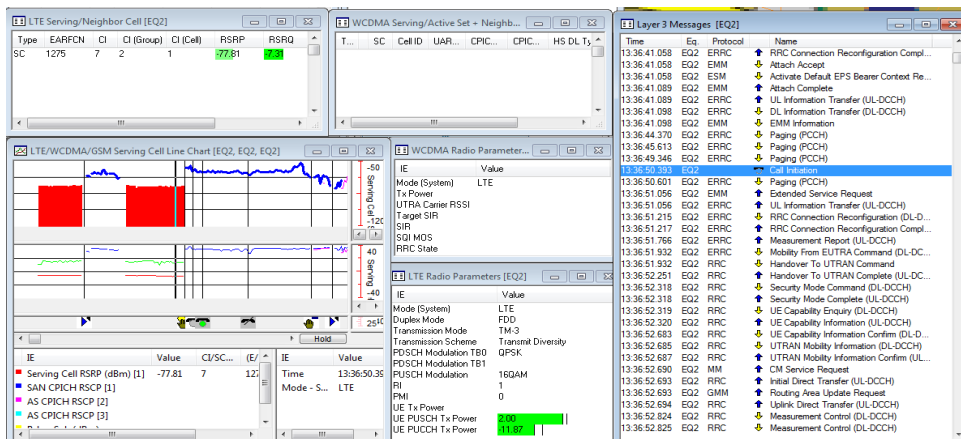 LTE Serving/Neighbor Cell [EQ2]
Type EARFCN CI CI (Group) CI (Cell) RSRP RSRQ
SC 1275 7 2 1 -77.81 -7.31
WCDMA Serving/Active Set + Neighb...
T... SC Cell ID UAR... CPIC... CPIC... HS DL Ty
LTE/WCDMA/GSM Serving Cell Line Chart [EQ2, EQ2, EQ2]
-50
Serving Cel
-120
40
Serving
-40
Hold
IE Value CI/SC... (E/ IE Value
Serving Cell RSRP (dBm) [1] -77.81 7 127 Time 13:36:50.39
SAN CPICH RSCP [1] Mode - S... LTE
AS CPICH RSCP [2]
AS CPICH RSCP [3]
WCDMA Radio Parameter...
IE Value
Mode (System) LTE
Tx Power
UTRA Carrier RSSI
Target SIR
SIR
SQI MOS
RRC State
LTE Radio Parameters [EQ2]
IE Value
Mode (System) LTE
Duplex Mode FDD
Transmission Mode TM-3
Transmission Scheme Transmit Diversity
PDSCH Modulation TB0 QPSK
PDSCH Modulation TB1
PUSCH Modulation 16QAM
RI 1
PMI 0
UE Tx Power
UE PUSCH Tx Power 2.00
UE PUCCH Tx Power -11.87
Layer 3 Messages [EQ2]
Time Eq. Protocol Name
13:36:41.058 EQ2 ERRC RRC Connection Reconfiguration Compl...
13:36:41.058 EQ2 EMM Attach Accept
13:36:41.058 EQ2 ESM Activate Default EPS Bearer Context Re...
13:36:41.089 EQ2 EMM Attach Complete
13:36:41.089 EQ2 ERRC UL Information Transfer (UL-DCCH)
13:36:41.098 EQ2 ERRC DL Information Transfer (DL-DCCH)
13:36:41.098 EQ2 EMM EMM Information
13:36:44.370 EQ2 ERRC Paging (PCCH)
13:36:45.613 EQ2 ERRC Paging (PCCH)
13:36:49.346 EQ2 ERRC Paging (PCCH)
13:36:50.393 EQ2 Call Initiation
13:36:50.601 EQ2 ERRC Paging (PCCH)
13:36:51.056 EQ2 EMM Extended Service Request
13:36:51.056 EQ2 ERRC UL Information Transfer (UL-DCCH)
13:36:51.215 EQ2 ERRC RRC Connection Reconfiguration (DL-D...
13:36:51.217 EQ2 ERRC RRC Connection Reconfiguration Compl...
13:36:51.766 EQ2 ERRC Measurement Report (UL-DCCH)
13:36:51.932 EQ2 ERRC Mobility From EUTRA Command (DL-DC...
13:36:51.932 EQ2 RRC Handover To UTRAN Command
13:36:52.251 EQ2 RRC Handover To UTRAN Complete (UL-DC...
13:36:52.318 EQ2 RRC Security Mode Command (DL-DCCH)
13:36:52.318 EQ2 RRC Security Mode Complete (UL-DCCH)
13:36:52.319 EQ2 RRC UE Capability Enquiry (DL-DCCH)
13:36:52.320 EQ2 RRC UE Capability Information (UL-DCCH)
13:36:52.683 EQ2 RRC UE Capability Information Confirm (DL-D...
13:36:52.685 EQ2 RRC UTRAN Mobility Information (DL-DCCH)
13:36:52.687 EQ2 RRC UTRAN Mobility Information Confirm (UL...
13:36:52.690 EQ2 MM CM Service Request
13:36:52.693 EQ2 RRC Initial Direct Transfer (UL-DCCH)
13:36:52.693 EQ2 GMM Routing Area Update Request
13:36:52.694 EQ2 RRC Uplink Direct Transfer (UL-DCCH)
13:36:52.824 EQ2 RRC Measurement Control (DL-DCCH)
13:36:52.825 EQ2 RRC Measurement Control (DL-DCCH)